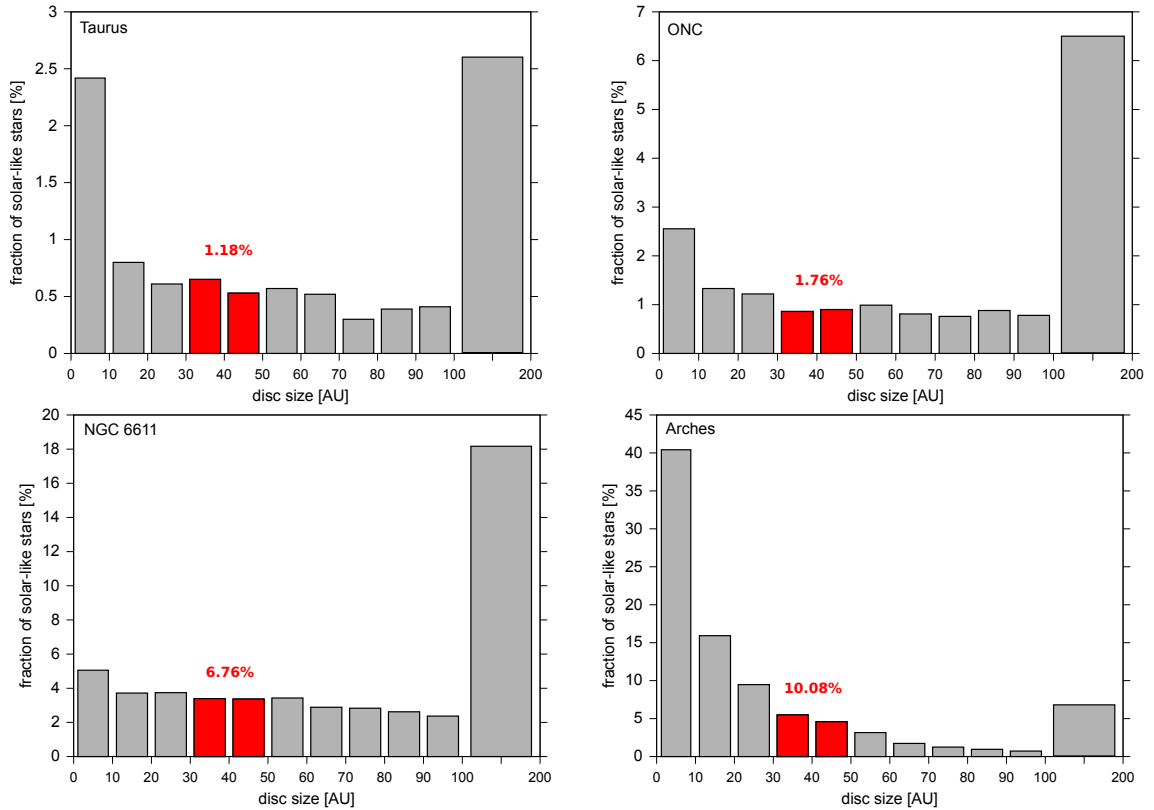 Taurus
fraction of solar-like stars [%]
3
2.5
2
1.5
1
0.5
0
1.18%
0 10 20 30 40 50 60 70 80 90 100 200
disc size [AU]
ONC
fraction of solar-like stars [%]
7
6
5
4
3
2
1
0
1.76%
0 10 20 30 40 50 60 70 80 90 100 200
disc size [AU]
NGC 6611
fraction of solar-like stars [%]
20
18
16
14
12
10
8
6
4
2
0
6.76%
0 10 20 30 40 50 60 70 80 90 100 200
disc size [AU]
Arches
fraction of solar-like stars [%]
45
40
35
30
25
20
15
10
5
0
10.08%
0 10 20 30 40 50 60 70 80 90 100 200
disc size [AU]